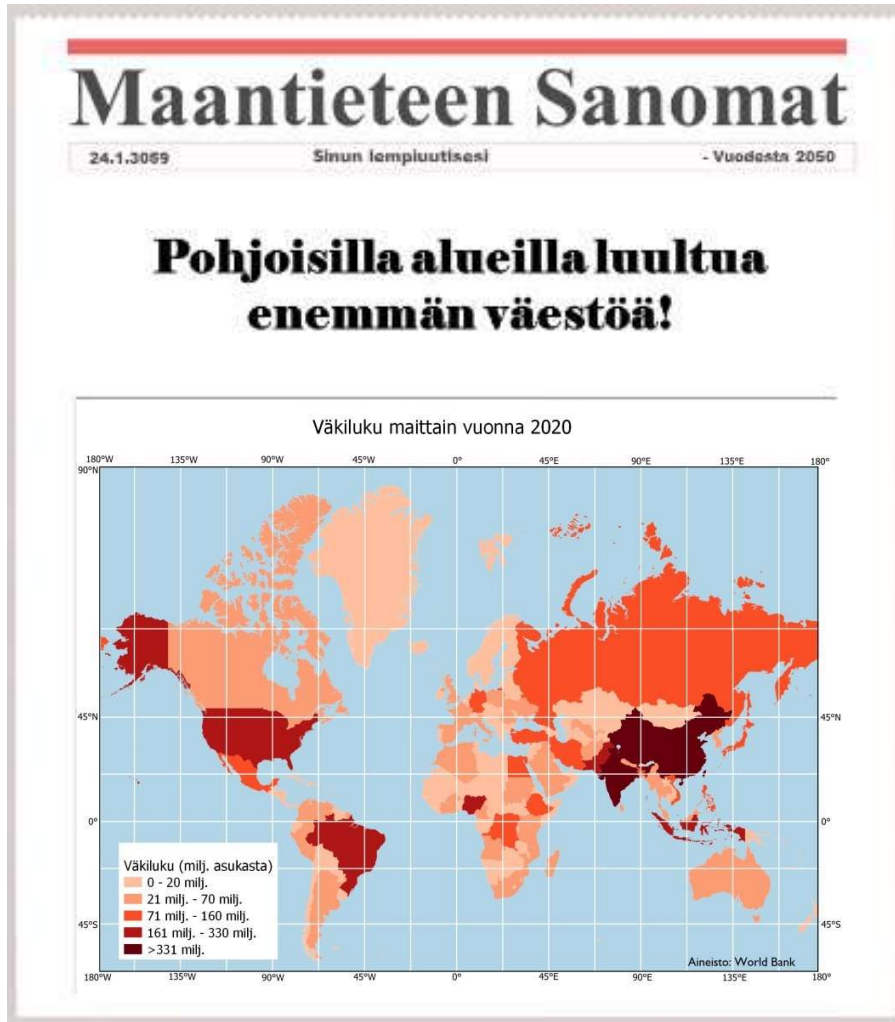 Maantieteen Sanomat
24.1.3059 Sinun lempiuutisesi - Vuodesta 2050
Pohjoisilla alueilla luultua
enemmän väestöä!
Väkiluku maittain vuonna 2020
180°W 135°W 90°W 45°W 0° 45°E 90°E 135°E 180°
90°N
45°N 45°N
0° 0°
Väkiluku (milj. asukasta)
0 - 20 milj.
21 milj. - 70 milj.
71 milj. - 160 milj.
161 milj. - 330 milj.
>331 milj.
45°S 45°S
Aineisto: World Bank
180°W 135°W 90°W 45°W 0° 45°E 90°E 135°E 180°